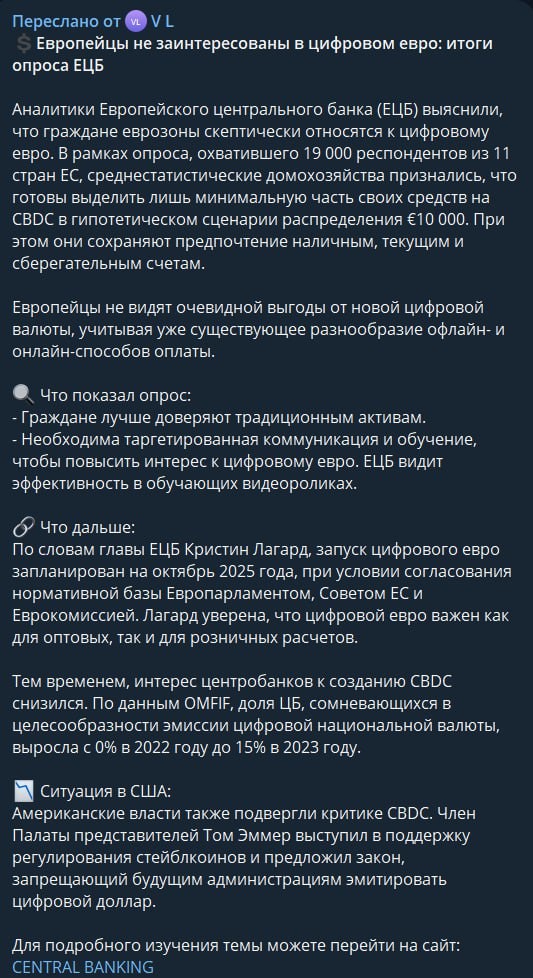 Переслано от VL V L
💲 Европейцы не заинтересованы в цифровом евро: итоги
опроса ЕЦБ
Аналитики Европейского центрального банка (ЕЦБ) выяснили,
что граждане еврозоны скептически относятся к цифровому
евро. В рамках опроса, охватившего 19 000 респондентов из 11
стран ЕС, среднестатистические домохозяйства признались, что
готовы выделить лишь минимальную часть своих средств на
CBDC в гипотетическом сценарии распределения €10 000. При
этом они сохраняют предпочтение наличным, текущим и
сберегательным счетам.
Европейцы не видят очевидной выгоды от новой цифровой
валюты, учитывая уже существующее разнообразие офлайн- и
онлайн-способов оплаты.
🔍 Что показал опрос:
- Граждане лучше доверяют традиционным активам.
- Необходима таргетированная коммуникация и обучение,
чтобы повысить интерес к цифровому евро. ЕЦБ видит
эффективность в обучающих видеороликах.
🔗 Что дальше:
По словам главы ЕЦБ Кристин Лагард, запуск цифрового евро
запланирован на октябрь 2025 года, при условии согласования
нормативной базы Европарламентом, Советом ЕС и
Еврокомиссией. Лагард уверена, что цифровой евро важен как
для оптовых, так и для розничных расчетов.
Тем временем, интерес центробанков к созданию CBDC
снизился. По данным OMFIF, доля ЦБ, сомневающихся в
целесообразности эмиссии цифровой национальной валюты,
выросла с 0% в 2022 году до 15% в 2023 году.
📉 Ситуация в США:
Американские власти также подвергли критике CBDC. Член
Палаты представителей Том Эммер выступил в поддержку
регулирования стейблкоинов и предложил закон,
запрещающий будущим администрациям эмитировать
цифровой доллар.
Для подробного изучения темы можете перейти на сайт:
CENTRAL BANKING